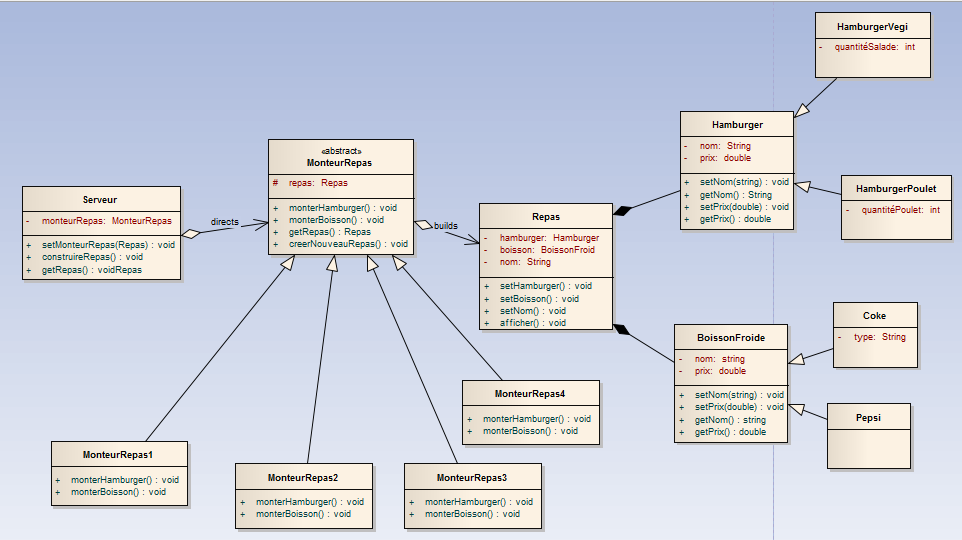 HamburgerVegi
- quantitéSalade: int
Hamburger
- nom: String
- prix: double
+ setNom(string) : void
+ getNom() : String
+ setPrix(double) : void
+ getPrix() : double
HamburgerPoulet
- quantitéPoulet: int
«abstract»
MonteurRepas
# repas: Repas
+ monterHamburger() : void
+ monterBoisson() : void
+ getRepas() : Repas
+ creerNouveauRepas() : void
Serveur
- monteurRepas: MonteurRepas
+ setMonteurRepas(Repas) : void
+ construireRepas() : void
+ getRepas() : voidRepas
directs
builds
Repas
- hamburger: Hamburger
- boisson: BoissonFroid
- nom: String
+ setHamburger() : void
+ setBoisson() : void
+ setNom() : void
+ afficher() : void
Coke
- type: String
BoissonFroide
- nom: string
- prix: double
+ setNom(string) : void
+ setPrix(double) : void
+ getNom() : string
+ getPrix() : double
Pepsi
MonteurRepas4
+ monterHamburger() : void
+ monterBoisson() : void
MonteurRepas1
+ monterHamburger() : void
+ monterBoisson() : void
MonteurRepas2
+ monterHamburger() : void
+ monterBoisson() : void
MonteurRepas3
+ monterHamburger() : void
+ monterBoisson() : void